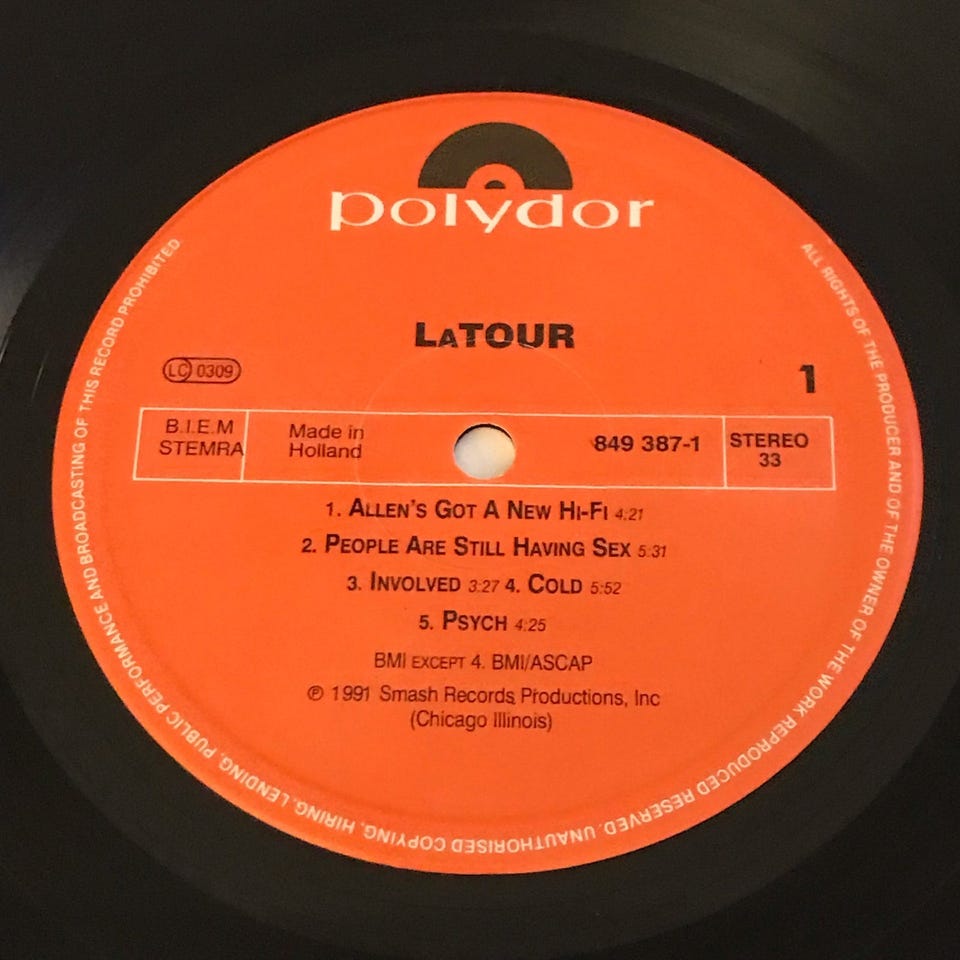 polydor
LaTOUR
LC 0309
1
B.I.E.M
STEMRA
Made in
Holland
849 387-1
STEREO
33
1. ALLEN'S GOT A NEW HI-FI 4:21
2. PEOPLE ARE STILL HAVING SEX 5:31
3. INVOLVED 3:27 4. COLD 5:52
5. PSYCH 4:25
BMI EXCEPT 4. BMI/ASCAP
℗ 1991 Smash Records Productions, Inc
(Chicago Illinois)
ALL RIGHTS OF THE PRODUCER AND OF THE OWNER OF THE WORK REPRODUCED RESERVED. UNAUTHORISED COPYING, HIRING, LENDING, PUBLIC PERFORMANCE AND BROADCASTING OF THIS RECORD PROHIBITED